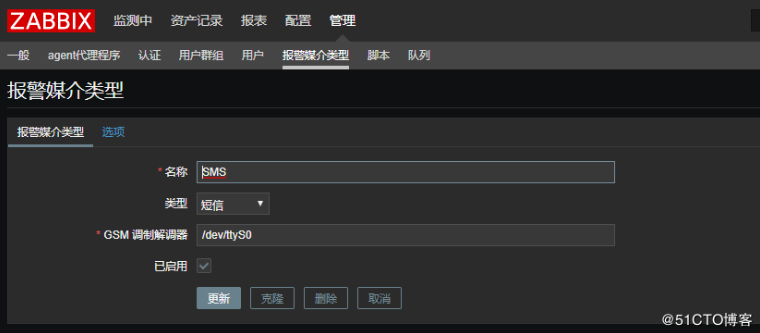 ZABBIX 监测中 资产记录 报表 配置 管理
一般 agent代理程序 认证 用户群组 用户 报警媒介类型 脚本 队列
报警媒介类型
报警媒介类型 选项
* 名称 SMS
类型 短信
* GSM 调制解调器 /dev/ttyS0
已启用
更新 克隆 删除 取消
@51CTO博客